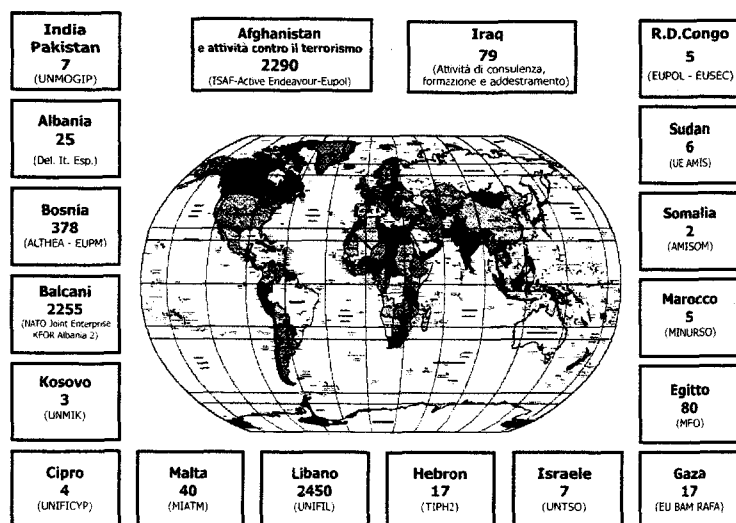 India
Pakistan
7
(UNMOGIP)
Afghanistan
e attività contro il terrorismo
2290
(ISAF-Active Endeavour-Eupol)
Iraq
79
(Attività di consulenza,
formazione e addestramento)
R.D.Congo
5
(EUPOL - EUSEC)
Albania
25
(Del. It. Esp.)
Sudan
6
(UE AMIS)
Bosnia
378
(ALTHEA - EUPM)
Somalia
2
(AMISOM)
Balcani
2255
(NATO Joint Enterprise
KFOR Albania 2)
Marocco
5
(MINURSO)
Kosovo
3
(UNMIK)
Egitto
80
(MFO)
Cipro
4
(UNFICYP)
Malta
40
(MIATM)
Libano
2450
(UNIFIL)
Hebron
17
(TIPH2)
Israele
7
(UNTSO)
Gaza
17
(EU BAM RAFA)